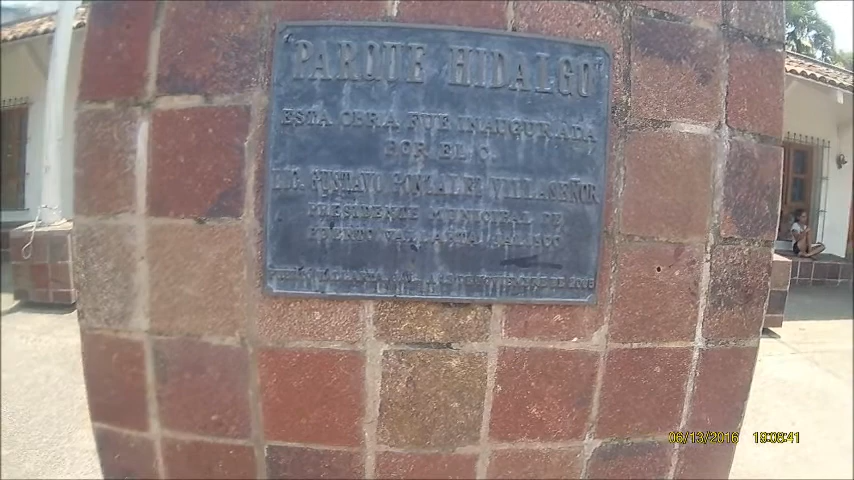 "PARQUE HIDALGO"
ESTA OBRA FUE INAUGURADA
POR EL C.
LIC. GUSTAVO GONZALEZ VILLASEÑOR
PRESIDENTE MUNICIPAL DE
PUERTO VALLARTA, JALISCO
06/13/2016 19:08:41